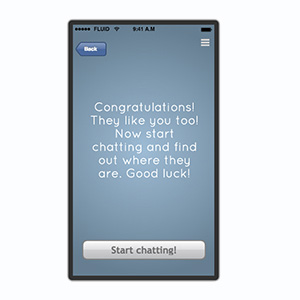 FLUID 9:41 A.M
Back
Congratulations!
They like you too!
Now start
chatting and find
out where they
are. Good luck!
Start chatting!